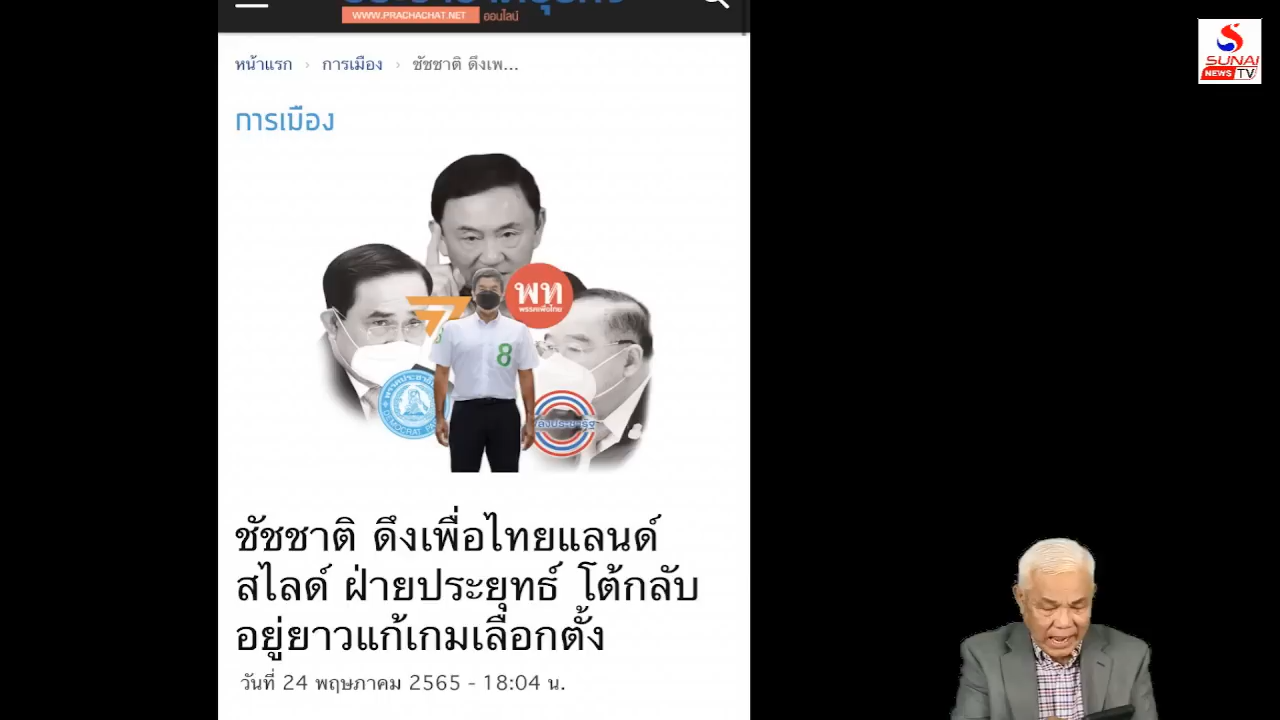 WWW.PRACHACHAT.NET ออนไลน์
SUNAI
NEWS TV
หน้าแรก › การเมือง › ชัชชาติ ดึงเพ...
การเมือง
พท
พรรคเพื่อไทย
8
ชัชชาติ ดึงเพื่อไทยแลนด์
สไลด์ ฝ่ายประยุทธ์ โต้กลับ
อยู่ยาวแก้เกมเลือกตั้ง
วันที่ 24 พฤษภาคม 2565 - 18:04 น.